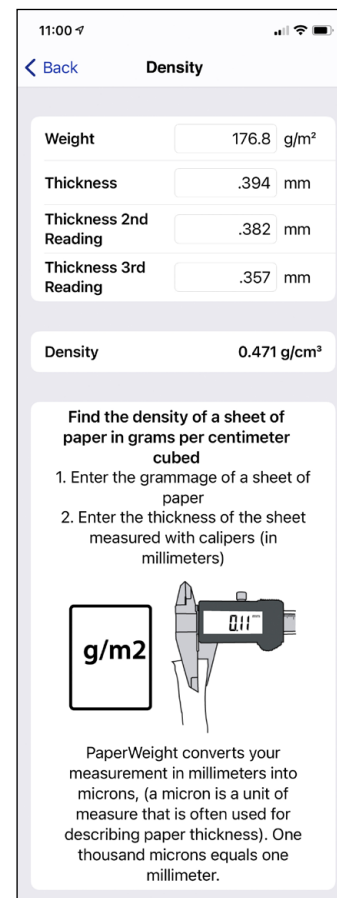 11:00
Back Density
Weight 176.8 g/m²
Thickness .394 mm
Thickness 2nd
Reading .382 mm
Thickness 3rd
Reading .357 mm
Density 0.471 g/cm³
Find the density of a sheet of
paper in grams per centimeter
cubed
1. Enter the grammage of a sheet of
paper
2. Enter the thickness of the sheet
measured with calipers (in
millimeters)
g/m2
0.11 mm
PaperWeight converts your
measurement in millimeters into
microns, (a micron is a unit of
measure that is often used for
describing paper thickness). One
thousand microns equals one
millimeter.